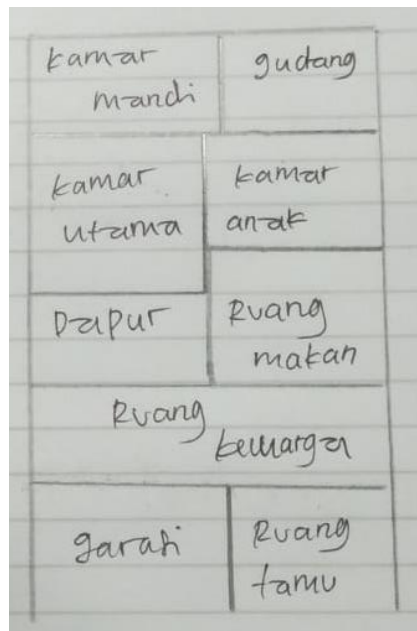 kamar
mandi
gudang
kamar
utama
kamar
anak
Dapur
Ruang
makan
Ruang
keluarga
garasi
Ruang
tamu